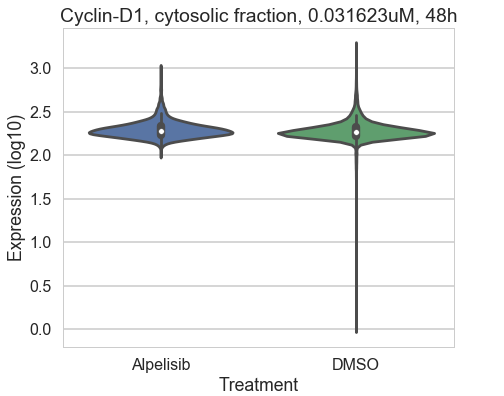 Cyclin-D1, cytosolic fraction, 0.031623uM, 48h
Expression (log10)
3.0
2.5
2.0
1.5
1.0
0.5
0.0
Alpelisib
DMSO
Treatment